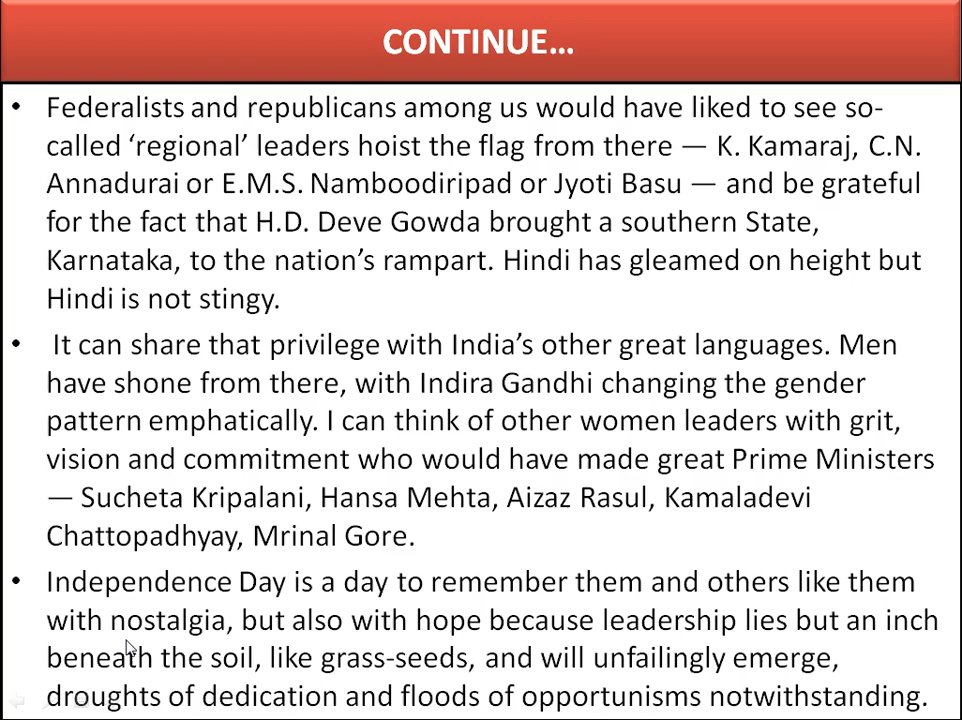 CONTINUE...
• Federalists and republicans among us would have liked to see so-
called ‘regional’ leaders hoist the flag from there — K. Kamaraj, C.N.
Annadurai or E.M.S. Namboodiripad or Jyoti Basu — and be grateful
for the fact that H.D. Deve Gowda brought a southern State,
Karnataka, to the nation’s rampart. Hindi has gleamed on height but
Hindi is not stingy.
• It can share that privilege with India’s other great languages. Men
have shone from there, with Indira Gandhi changing the gender
pattern emphatically. I can think of other women leaders with grit,
vision and commitment who would have made great Prime Ministers
— Sucheta Kripalani, Hansa Mehta, Aizaz Rasul, Kamaladevi
Chattopadhyay, Mrinal Gore.
• Independence Day is a day to remember them and others like them
with nostalgia, but also with hope because leadership lies but an inch
beneath the soil, like grass-seeds, and will unfailingly emerge,
droughts of dedication and floods of opportunisms notwithstanding.